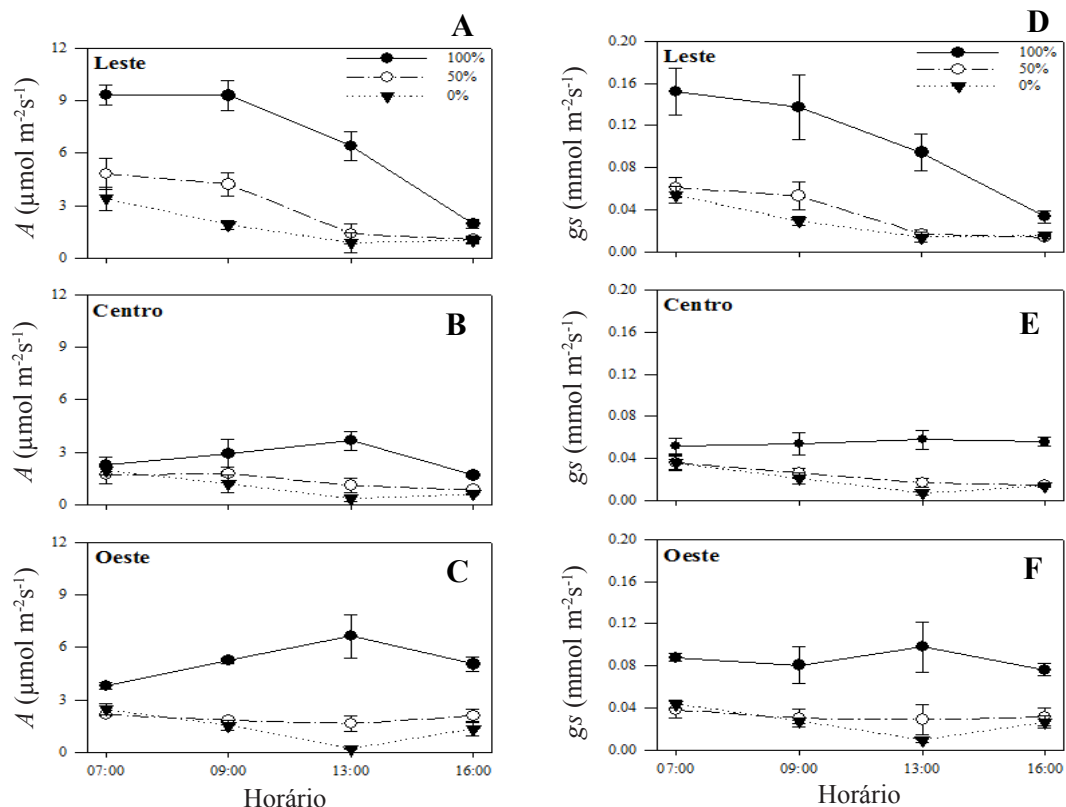 A
Leste
100%
50%
0%
12
9
6
3
0
A (µmol m-2s-1)
D
Leste
100%
50%
0%
0.20
0.16
0.12
0.08
0.04
0.00
gs (mmol m-2s-1)
B
Centro
12
9
6
3
0
A (µmol m-2s-1)
E
Centro
0.20
0.16
0.12
0.08
0.04
0.00
gs (mmol m-2s-1)
C
Oeste
12
9
6
3
0
A (µmol m-2s-1)
07:00 09:00 13:00 16:00
Horário
F
Oeste
0.20
0.16
0.12
0.08
0.04
0.00
gs (mmol m-2s-1)
07:00 09:00 13:00 16:00
Horário